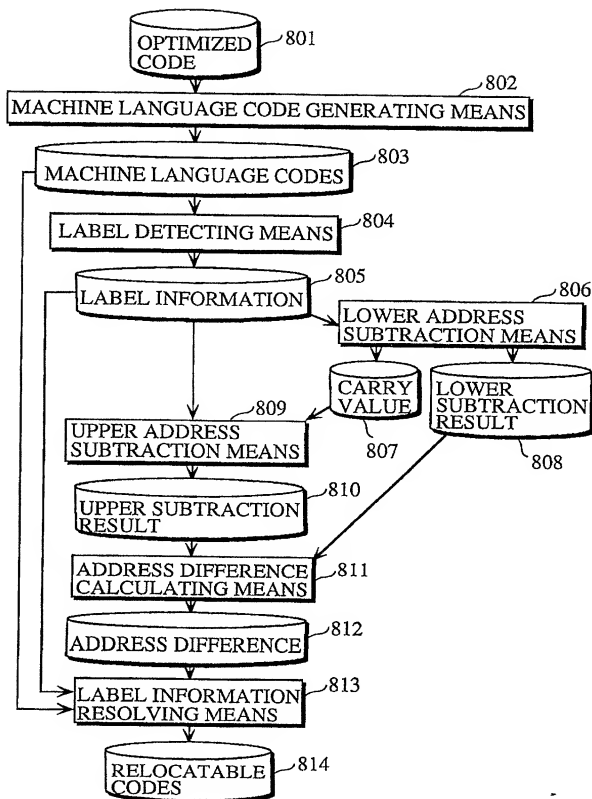 OPTIMIZED
CODE
801
802
MACHINE LANGUAGE CODE GENERATING MEANS
803
MACHINE LANGUAGE CODES
804
LABEL DETECTING MEANS
805
LABEL INFORMATION
806
LOWER ADDRESS
SUBTRACTION MEANS
CARRY
VALUE
807
LOWER
SUBTRACTION
RESULT
808
809
UPPER ADDRESS
SUBTRACTION MEANS
810
UPPER SUBTRACTION
RESULT
ADDRESS DIFFERENCE
CALCULATING MEANS
811
812
ADDRESS DIFFERENCE
813
LABEL INFORMATION
RESOLVING MEANS
RELOCATABLE
CODES
814